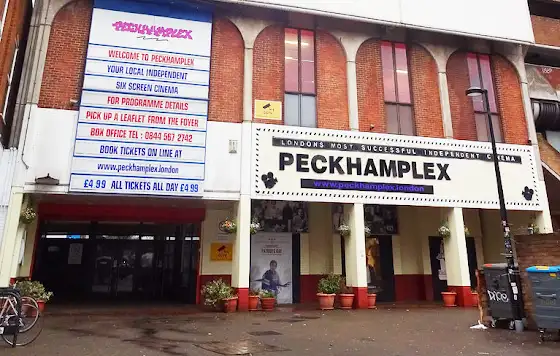 PECKHAMPLEX
WELCOME TO PECKHAMPLEX
YOUR LOCAL INDEPENDENT
SIX SCREEN CINEMA
FOR PROGRAMME DETAILS
PICK UP A LEAFLET FROM THE FOYER
BOX OFFICE TEL : 0844 567 2742
BOOK TICKETS ON LINE AT
www.peckhamplex.london
£4.99 ALL TICKETS ALL DAY £4.99
PECKHAMPLEX
LONDON'S MOST SUCCESSFUL INDEPENDENT CINEMA
PECKHAMPLEX
www.peckhamplex.london